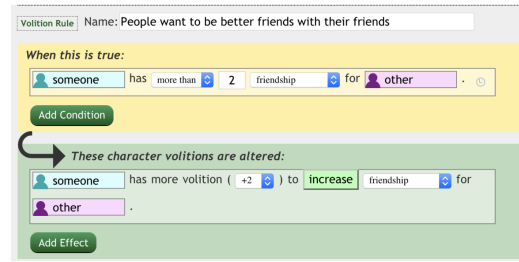 Volition Rule Name: People want to be better friends with their friends
When this is true:
someone has more than 2 friendship for other .
Add Condition
These character volitions are altered:
someone has more volition ( +2 ) to increase friendship for
other .
Add Effect